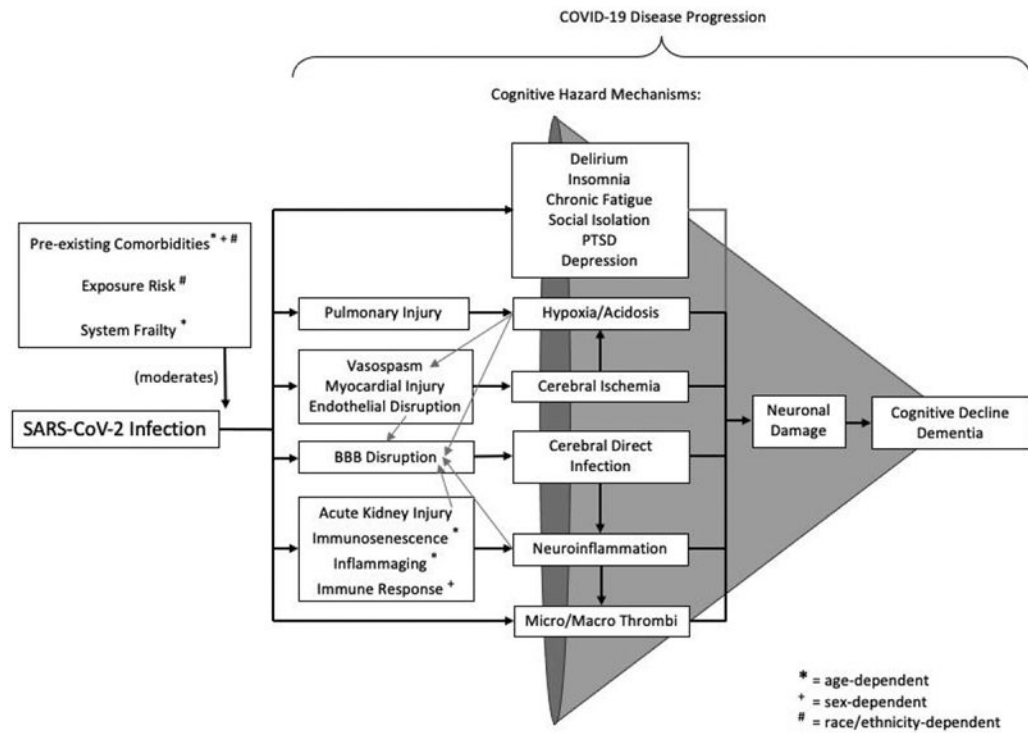 COVID-19 Disease Progression
Cognitive Hazard Mechanisms:
Delirium
Insomnia
Chronic Fatigue
Social Isolation
PTSD
Depression
Pre-existing Comorbidities * + #
Exposure Risk #
System Frailty *
(moderates)
SARS-CoV-2 Infection
Pulmonary Injury
Hypoxia/Acidosis
Vasospasm
Myocardial Injury
Endothelial Disruption
Cerebral Ischemia
BBB Disruption
Cerebral Direct
Infection
Acute Kidney Injury
Immunosenescence *
Inflammaging *
Immune Response +
Neuroinflammation
Micro/Macro Thrombi
Neuronal
Damage
Cognitive Decline
Dementia
* = age-dependent
+ = sex-dependent
# = race/ethnicity-dependent